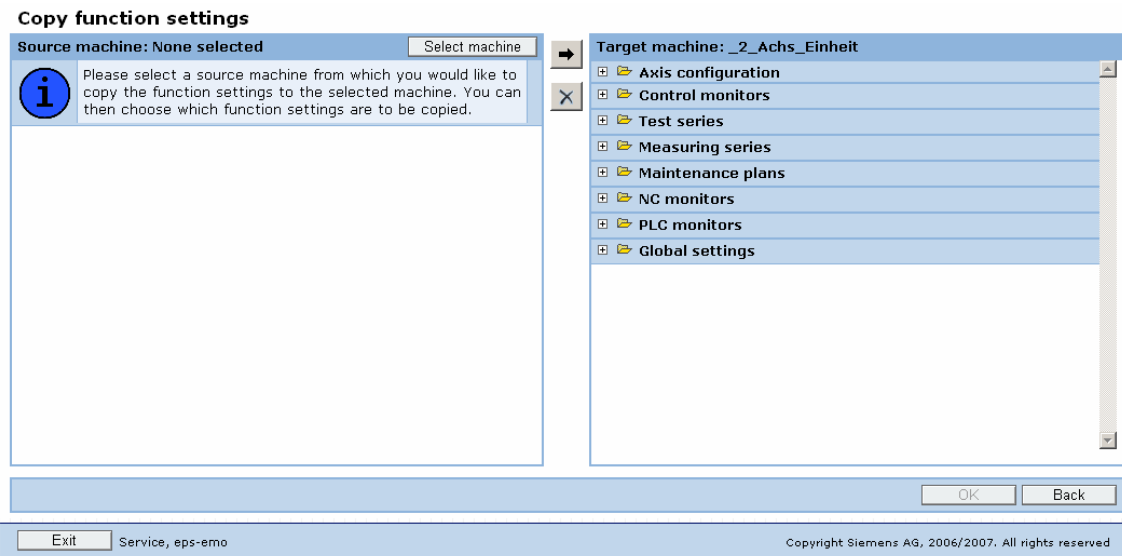 Copy function settings
Source machine: None selected
Select machine
Please select a source machine from which you would like to
copy the function settings to the selected machine. You can
then choose which function settings are to be copied.
Target machine: _2_Achs_Einheit
Axis configuration
Control monitors
Test series
Measuring series
Maintenance plans
NC monitors
PLC monitors
Global settings
OK
Back
Exit
Service, eps-emo
Copyright Siemens AG, 2006/2007. All rights reserved